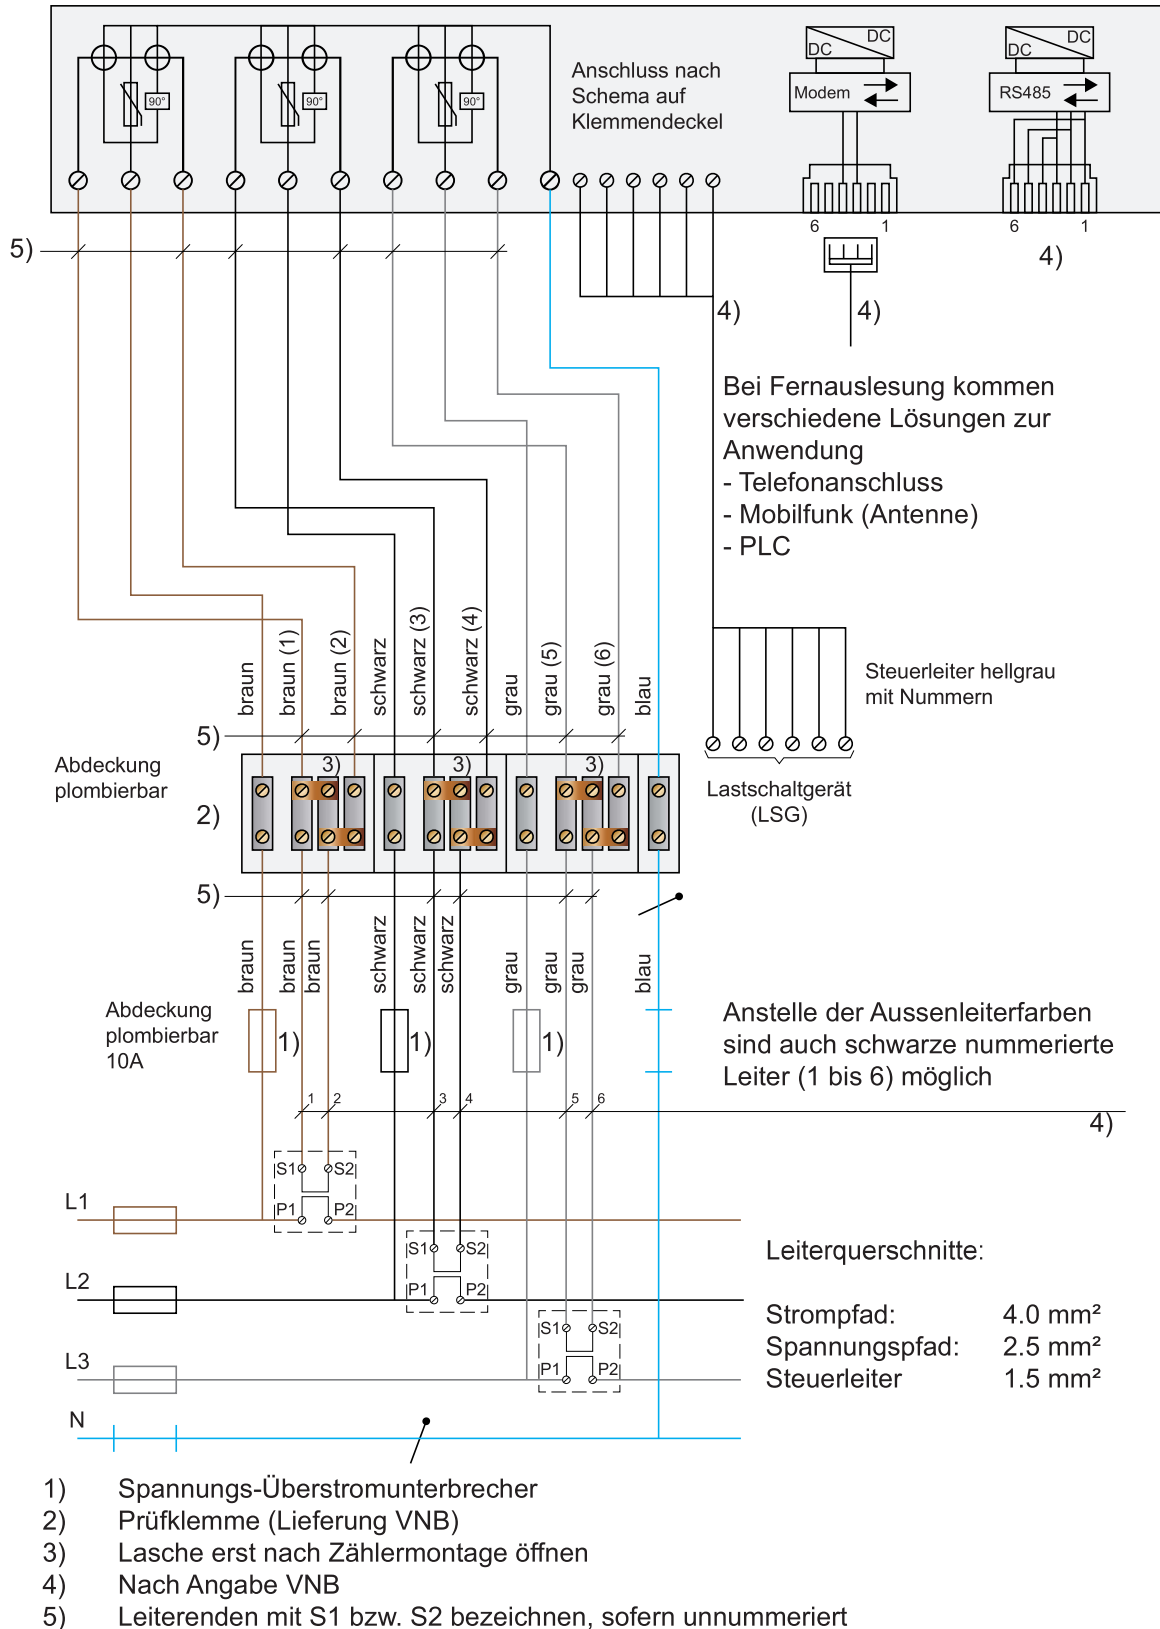 DC
DC
DC
DC
Anschluss nach
Schema auf
Klemmendeckel
Modem
RS485
90°
90°
90°
6
1
6
1
5)
4)
4)
4)
Bei Fernauslesung kommen
verschiedene Lösungen zur
Anwendung
- Telefonanschluss
- Mobilfunk (Antenne)
- PLC
braun
braun (1)
braun (2)
schwarz
schwarz (3)
schwarz (4)
grau
grau (5)
grau (6)
blau
Steuerleiter hellgrau
mit Nummern
5)
Abdeckung
plombierbar
3)
3)
3)
Lastschaltgerät
(LSG)
2)
5)
braun
braun
braun
schwarz
schwarz
schwarz
grau
grau
grau
blau
Abdeckung
plombierbar
10A
1)
1)
1)
Anstelle der Aussenleiterfarben
sind auch schwarze nummerierte
Leiter (1 bis 6) möglich
1
2
3
4
5
6
4)
S1
S2
P1
P2
L1
S1
S2
P1
P2
L2
S1
S2
P1
P2
L3
N
Leiterquerschnitte:
Strompfad: 4.0 mm²
Spannungspfad: 2.5 mm²
Steuerleiter 1.5 mm²
1) Spannungs-Überstromunterbrecher
2) Prüfklemme (Lieferung VNB)
3) Lasche erst nach Zählermontage öffnen
4) Nach Angabe VNB
5) Leiterenden mit S1 bzw. S2 bezeichnen, sofern unnummeriert